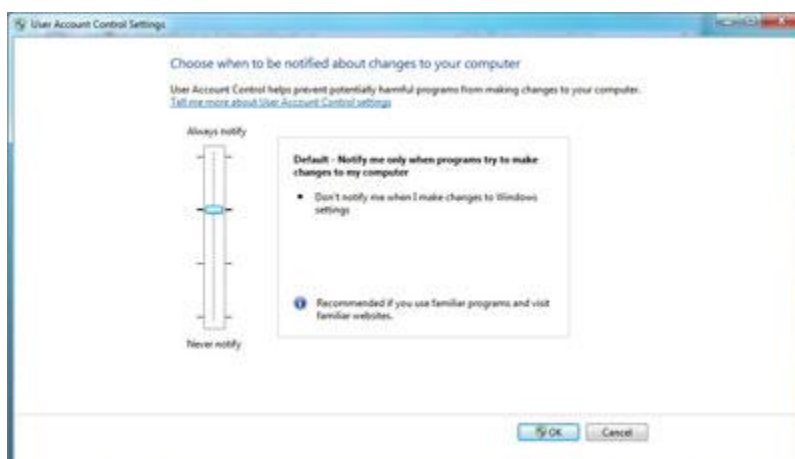 User Account Control Settings
Choose when to be notified about changes to your computer
User Account Control helps prevent potentially harmful programs from making changes to your computer.
Tell me more about User Account Control settings
Always notify
Default - Notify me only when programs try to make
changes to my computer
• Don't notify me when I make changes to Windows
settings
Recommended if you use familiar programs and visit
familiar websites.
Never notify
OK Cancel